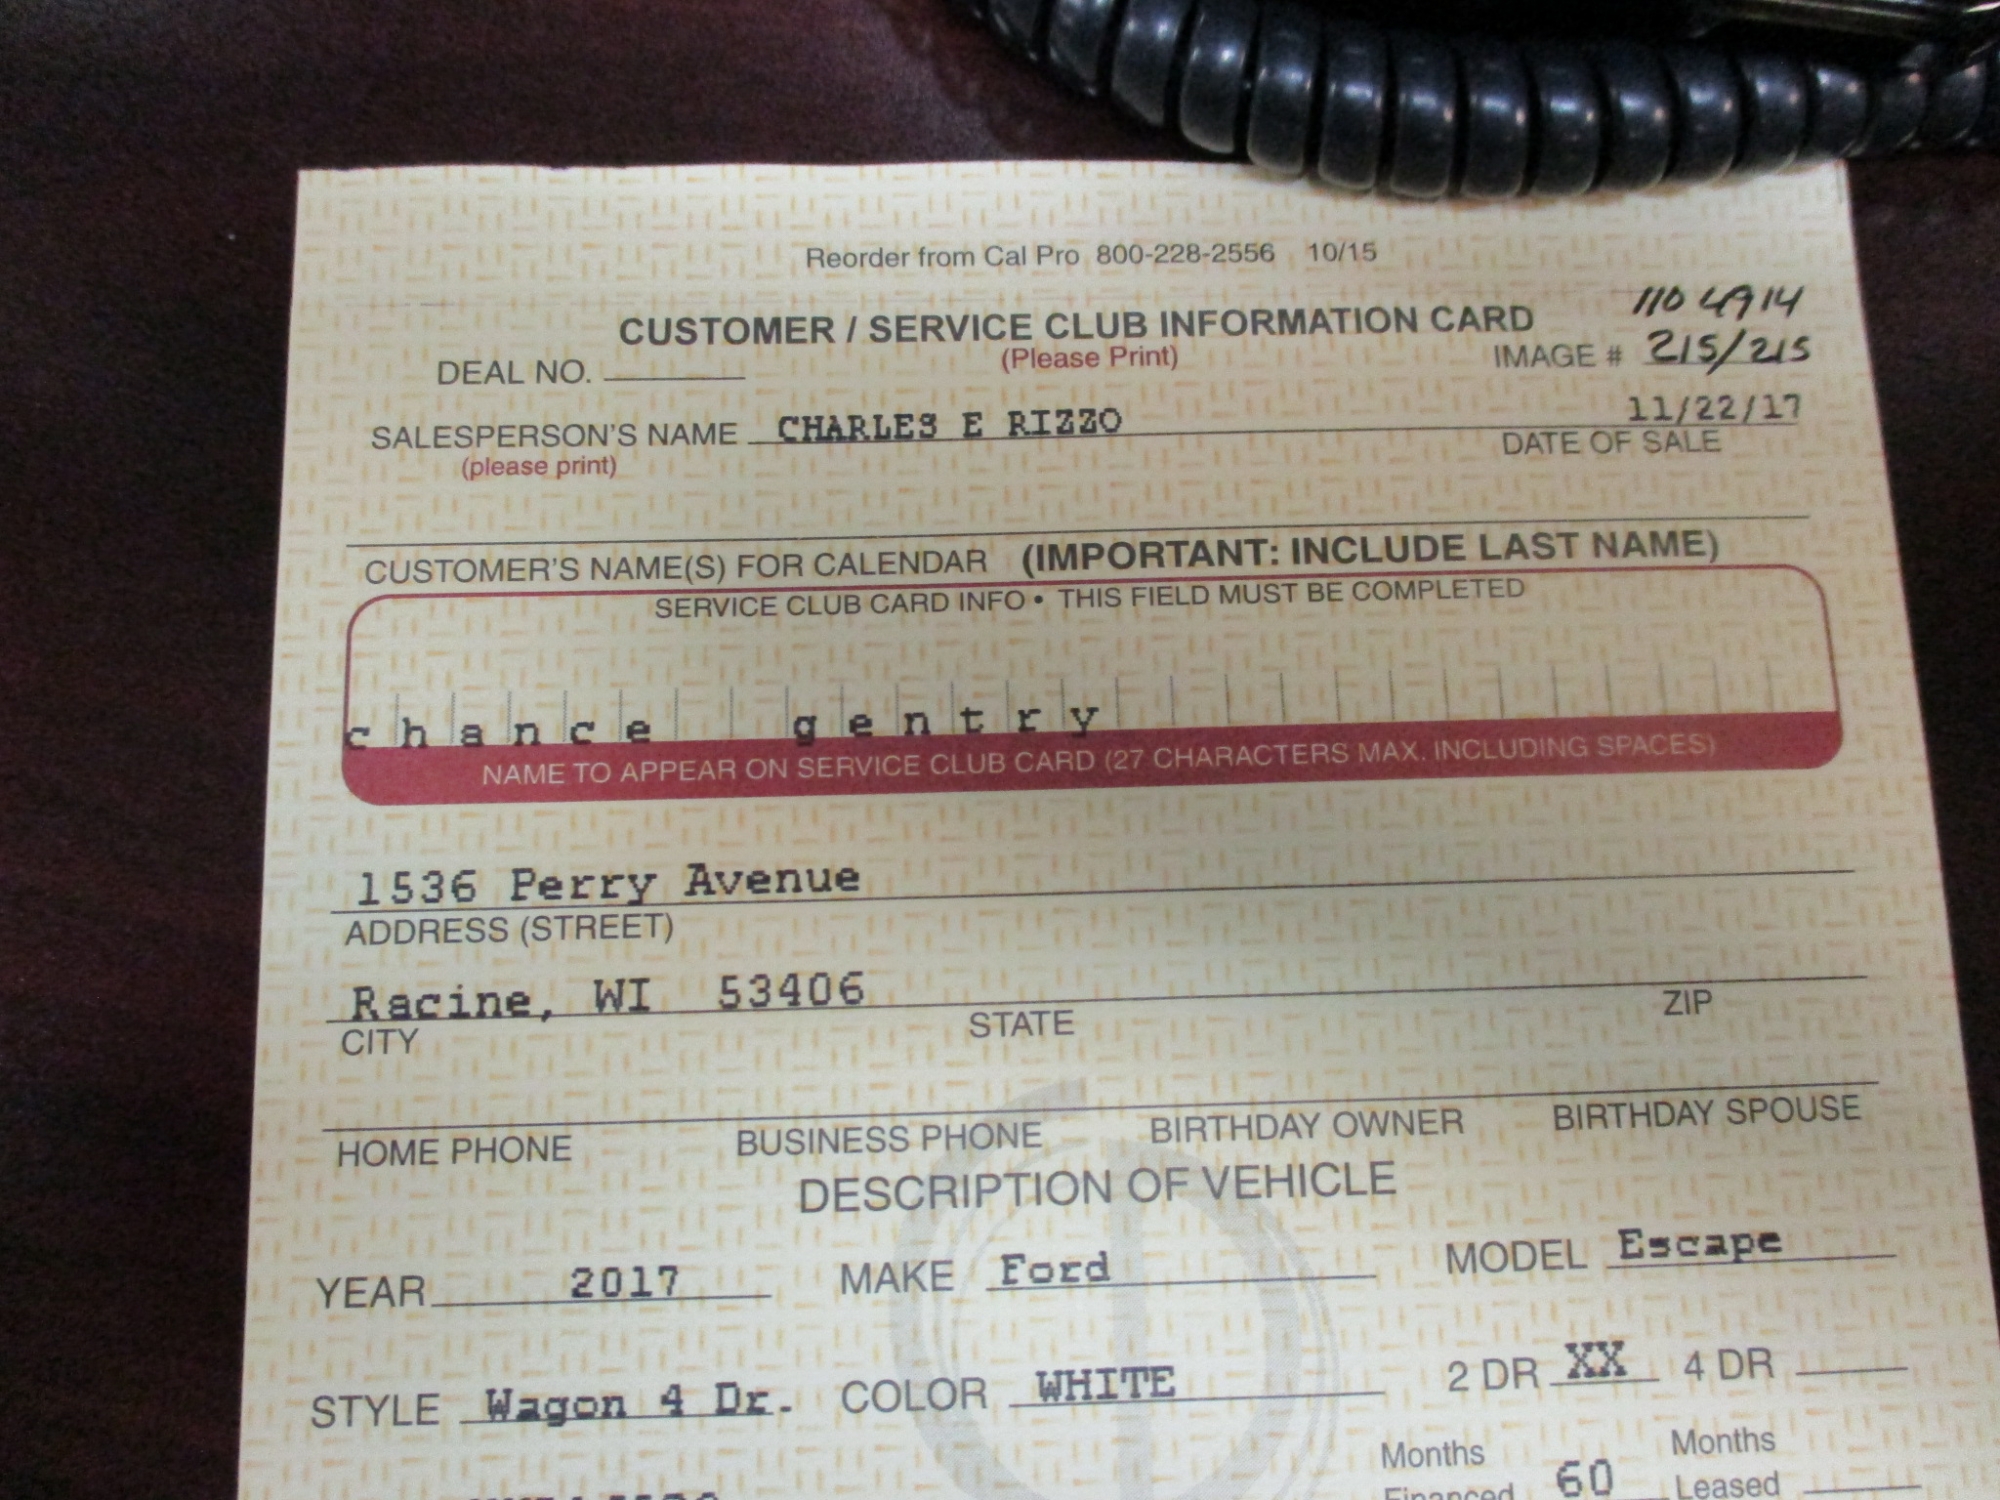 Reorder from Cal Pro 800-228-2556 10/15
110 4914
CUSTOMER / SERVICE CLUB INFORMATION CARD
(Please Print)
DEAL NO. IMAGE # 215/215
SALESPERSON'S NAME CHARLES E RIZZO 11/22/17
(please print) DATE OF SALE
CUSTOMER'S NAME(S) FOR CALENDAR (IMPORTANT: INCLUDE LAST NAME)
SERVICE CLUB CARD INFO • THIS FIELD MUST BE COMPLETED
chance gentry
NAME TO APPEAR ON SERVICE CLUB CARD (27 CHARACTERS MAX. INCLUDING SPACES)
1536 Perry Avenue
ADDRESS (STREET)
Racine, WI 53406
CITY STATE ZIP
HOME PHONE BUSINESS PHONE BIRTHDAY OWNER BIRTHDAY SPOUSE
DESCRIPTION OF VEHICLE
YEAR 2017 MAKE Ford MODEL Escape
STYLE Wagon 4 Dr. COLOR WHITE 2 DR XX 4 DR
Months Months
Financed 60 Leased